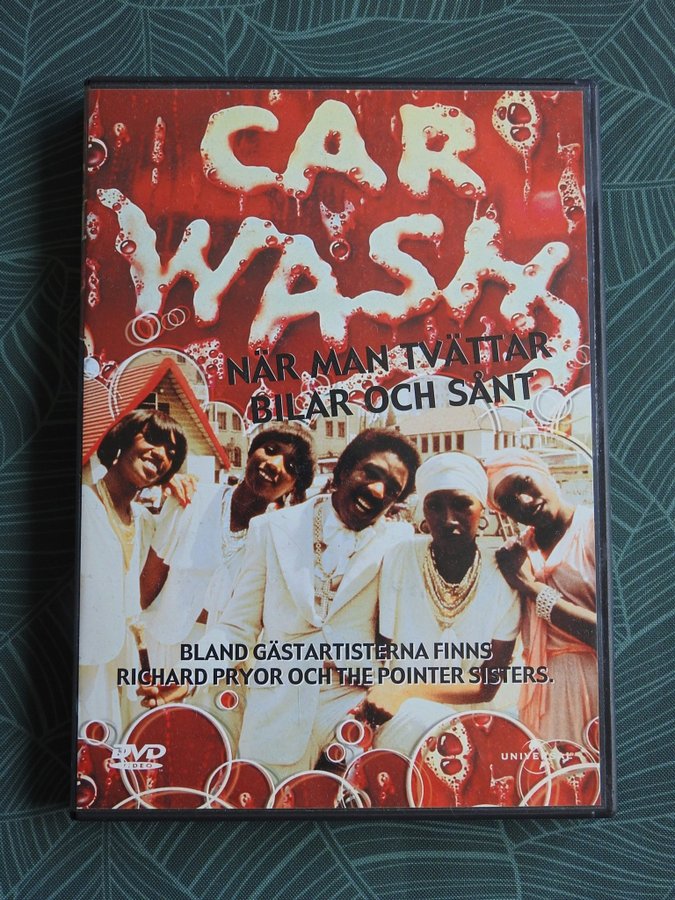 CAR
WASH
NÄR MAN TVÄTTAR
BILAR OCH SÅNT
BLAND GÄSTARTISTERNA FINNS
RICHARD PRYOR OCH THE POINTER SISTERS.
DVD
VIDEO
UNIVERSAL